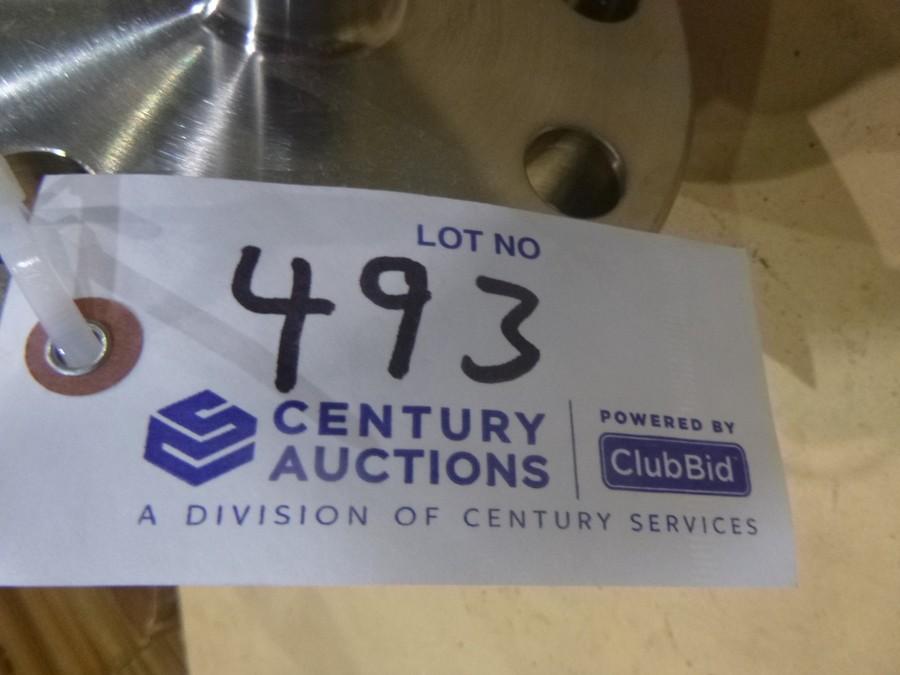 LOT NO
493
CENTURY
AUCTIONS
POWERED BY
ClubBid
A DIVISION OF CENTURY SERVICES